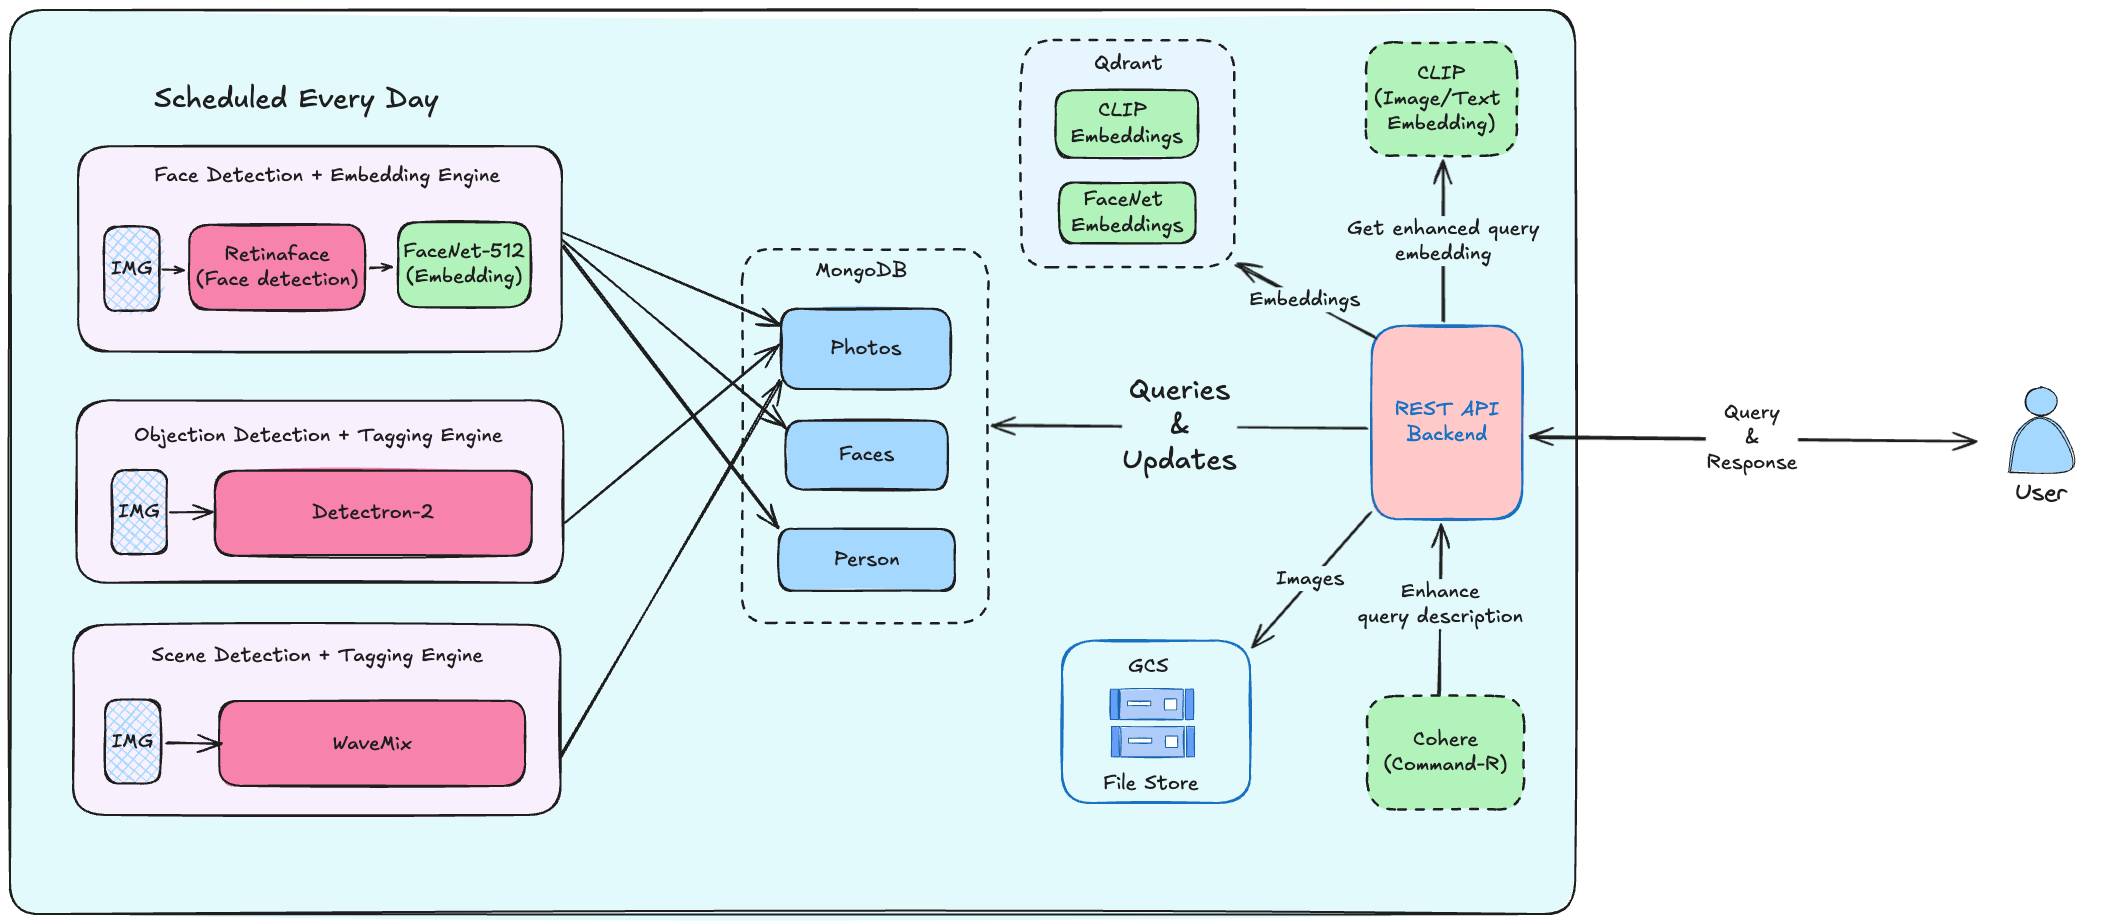 Scheduled Every Day
Face Detection + Embedding Engine
IMG
Retinaface
(Face detection)
FaceNet-512
(Embedding)
Objection Detection + Tagging Engine
IMG
Detectron-2
Scene Detection + Tagging Engine
IMG
WaveMix
MongoDB
Photos
Faces
Person
Qdrant
CLIP
Embeddings
FaceNet
Embeddings
CLIP
(Image/Text
Embedding)
Get enhanced query
embedding
Embeddings
Queries
&
Updates
REST API
Backend
Query
&
Response
User
Images
Enhance
query description
GCS
File Store
Cohere
(Command-R)